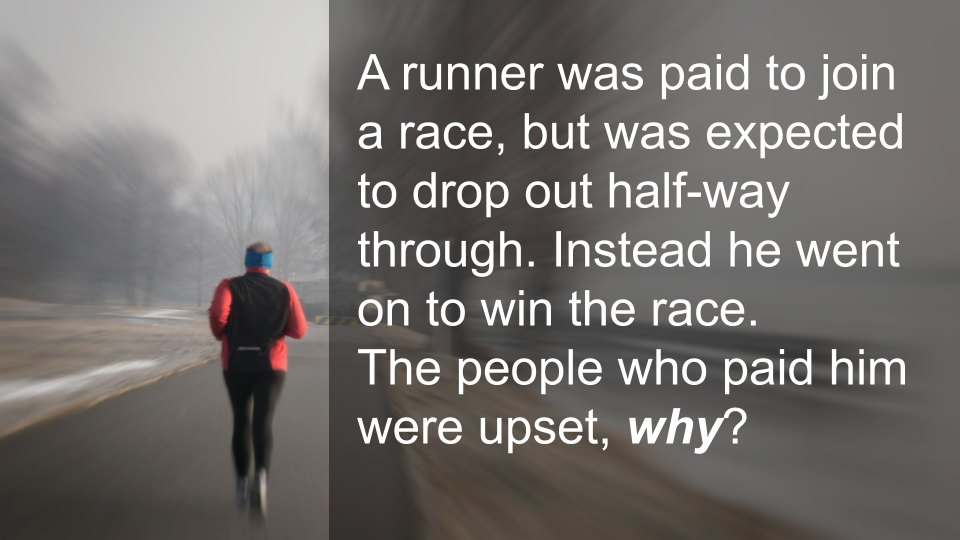 A runner was paid to join
a race, but was expected
to drop out half-way
through. Instead he went
on to win the race.
The people who paid him
were upset, why?